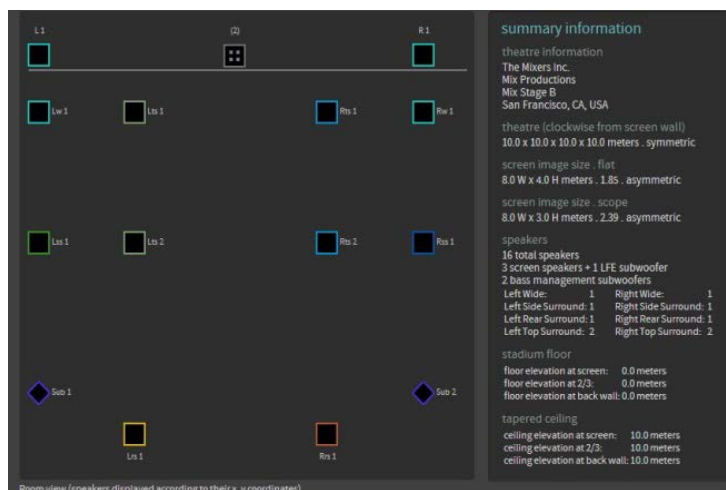 L 1
(2)
R 1
Lw 1
Lts 1
Rts 1
Rw 1
Lss 1
Lts 2
Rts 2
Rss 1
Sub 1
Sub 2
Lrs 1
Rrs 1
Room view (speakers displayed according to their x, y coordinates)
summary information
theatre information
The Mixers Inc.
Mix Productions
Mix Stage B
San Francisco, CA, USA
theatre (clockwise from screen wall)
10.0 x 10.0 x 10.0 x 10.0 meters . symmetric
screen image size . flat
8.0 W x 4.0 H meters . 1.85 . asymmetric
screen image size . scope
8.0 W x 3.0 H meters . 2.39 . asymmetric
speakers
16 total speakers
3 screen speakers + 1 LFE subwoofer
2 bass management subwoofers
Left Wide: 1 Right Wide: 1
Left Side Surround: 1 Right Side Surround: 1
Left Rear Surround: 1 Right Rear Surround: 1
Left Top Surround: 2 Right Top Surround: 2
stadium floor
floor elevation at screen: 0.0 meters
floor elevation at 2/3: 0.0 meters
floor elevation at back wall: 0.0 meters
tapered ceiling
ceiling elevation at screen: 10.0 meters
ceiling elevation at 2/3: 10.0 meters
ceiling elevation at back wall: 10.0 meters